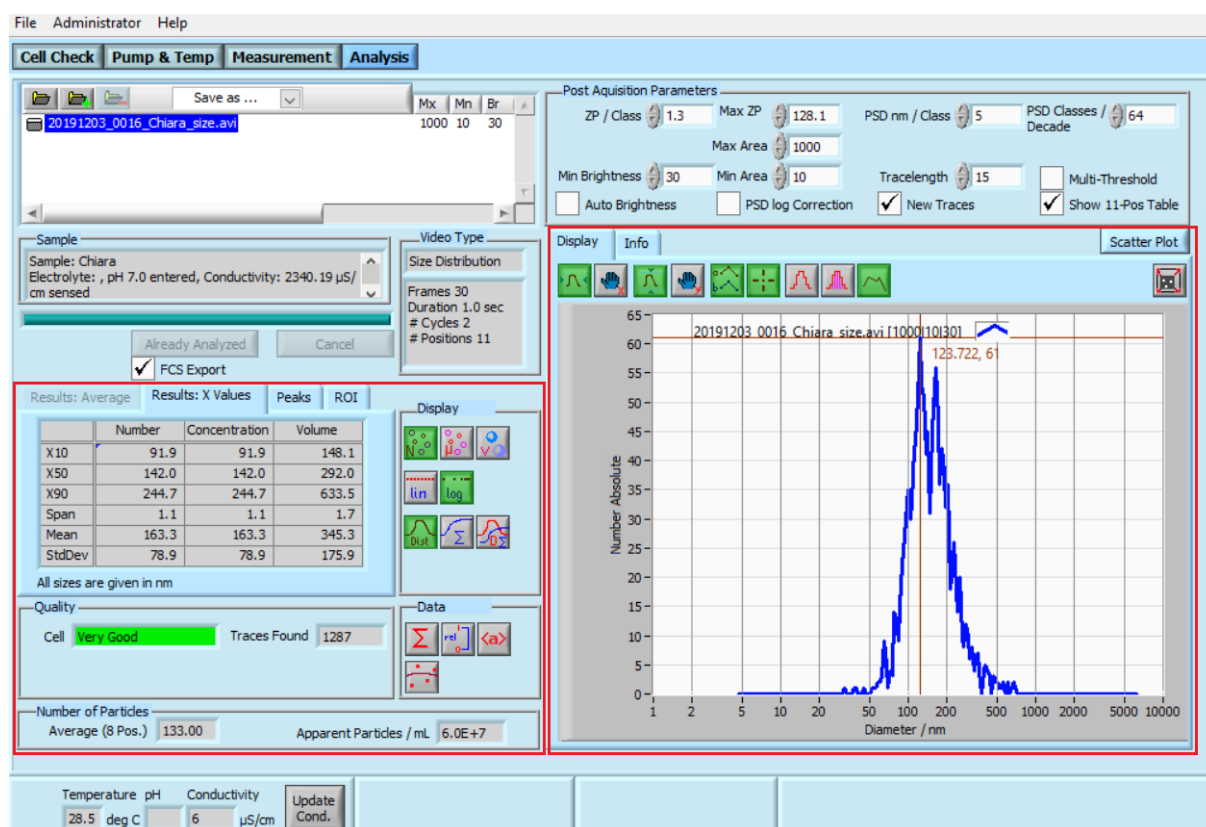 File Administrator Help
Cell Check Pump & Temp Measurement Analysis
Save as ... Mx Mn Br
20191203_0016_Chiara_size.avi 1000 10 30
Post Aquisition Parameters
ZP / Class 1.3 Max ZP 128.1 PSD nm / Class 5 PSD Classes / Decade 64
Max Area 1000
Min Brightness 30 Min Area 10 Tracelength 15 Multi-Threshold
Auto Brightness PSD log Correction New Traces Show 11-Pos Table
Sample
Sample: Chiara
Electrolyte: , pH 7.0 entered, Conductivity: 2340.19 µS/
cm sensed
Video Type
Size Distribution
Frames 30
Duration 1.0 sec
# Cycles 2
# Positions 11
Already Analyzed Cancel
FCS Export
Results: Average Results: X Values Peaks ROI
Number Concentration Volume
X10 91.9 91.9 148.1
X50 142.0 142.0 292.0
X90 244.7 244.7 633.5
Span 1.1 1.1 1.7
Mean 163.3 163.3 345.3
StdDev 78.9 78.9 175.9
All sizes are given in nm
Display
N µ V
lin log
Dist Σ DΣ
Quality
Cell Very Good Traces Found 1287
Data
Σ rel <a>
Number of Particles
Average (8 Pos.) 133.00 Apparent Particles / mL 6.0E+7
Display Info Scatter Plot
x y
20191203_0016_Chiara_size.avi [1000|10|30]
123.722, 61
Number Absolute
65
60
55
50
45
40
35
30
25
20
15
10
5
0
1 2 5 10 20 50 100 200 500 1000 2000 5000 10000
Diameter / nm
Temperature pH Conductivity
28.5 deg C 6 µS/cm
Update
Cond.